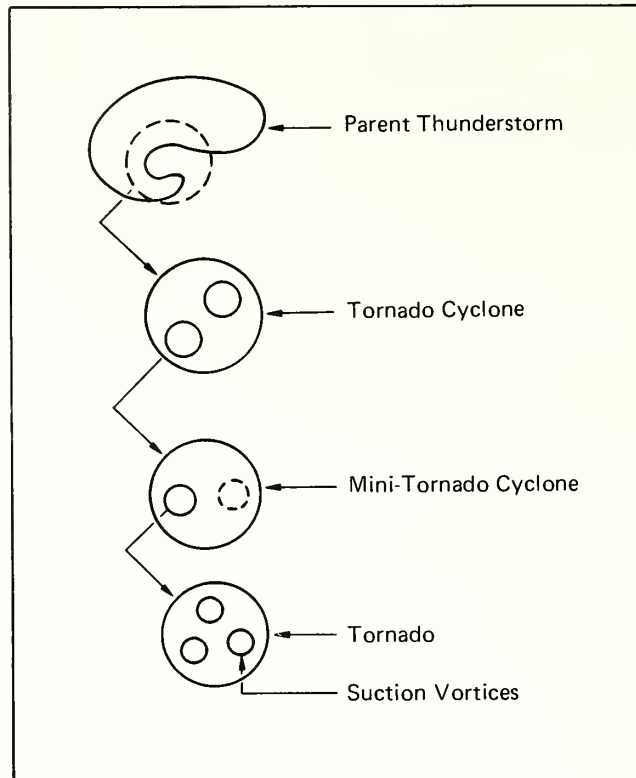 Parent Thunderstorm
Tornado Cyclone
Mini-Tornado Cyclone
Tornado
Suction Vortices